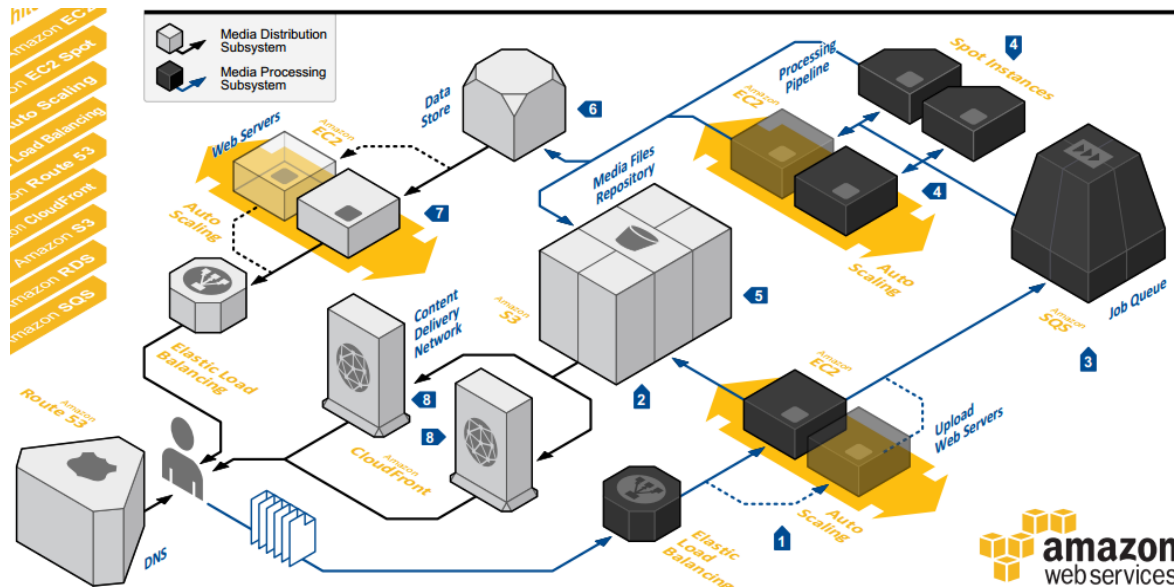 Amazon EC2
on EC2 Spot
Auto Scaling
Load Balancing
on Route 53
CloudFront
Amazon S3
Amazon RDS
Amazon SQS
Media Distribution
Subsystem
Media Processing
Subsystem
Data
Store
6
Web Servers
Amazon
EC2
Auto
Scaling
7
Processing
Pipeline
4
Spot Instances
Amazon
EC2
4
Auto
Scaling
Media Files
Repository
5
Amazon
S3
2
Job Queue
Amazon
SQS
3
Elastic Load
Balancing
Content
Delivery
Network
8
8
Amazon
CloudFront
Amazon
Route 53
DNS
Amazon
EC2
Upload
Web Servers
Auto
Scaling
1
Elastic
Load
Balancing
amazon
web services